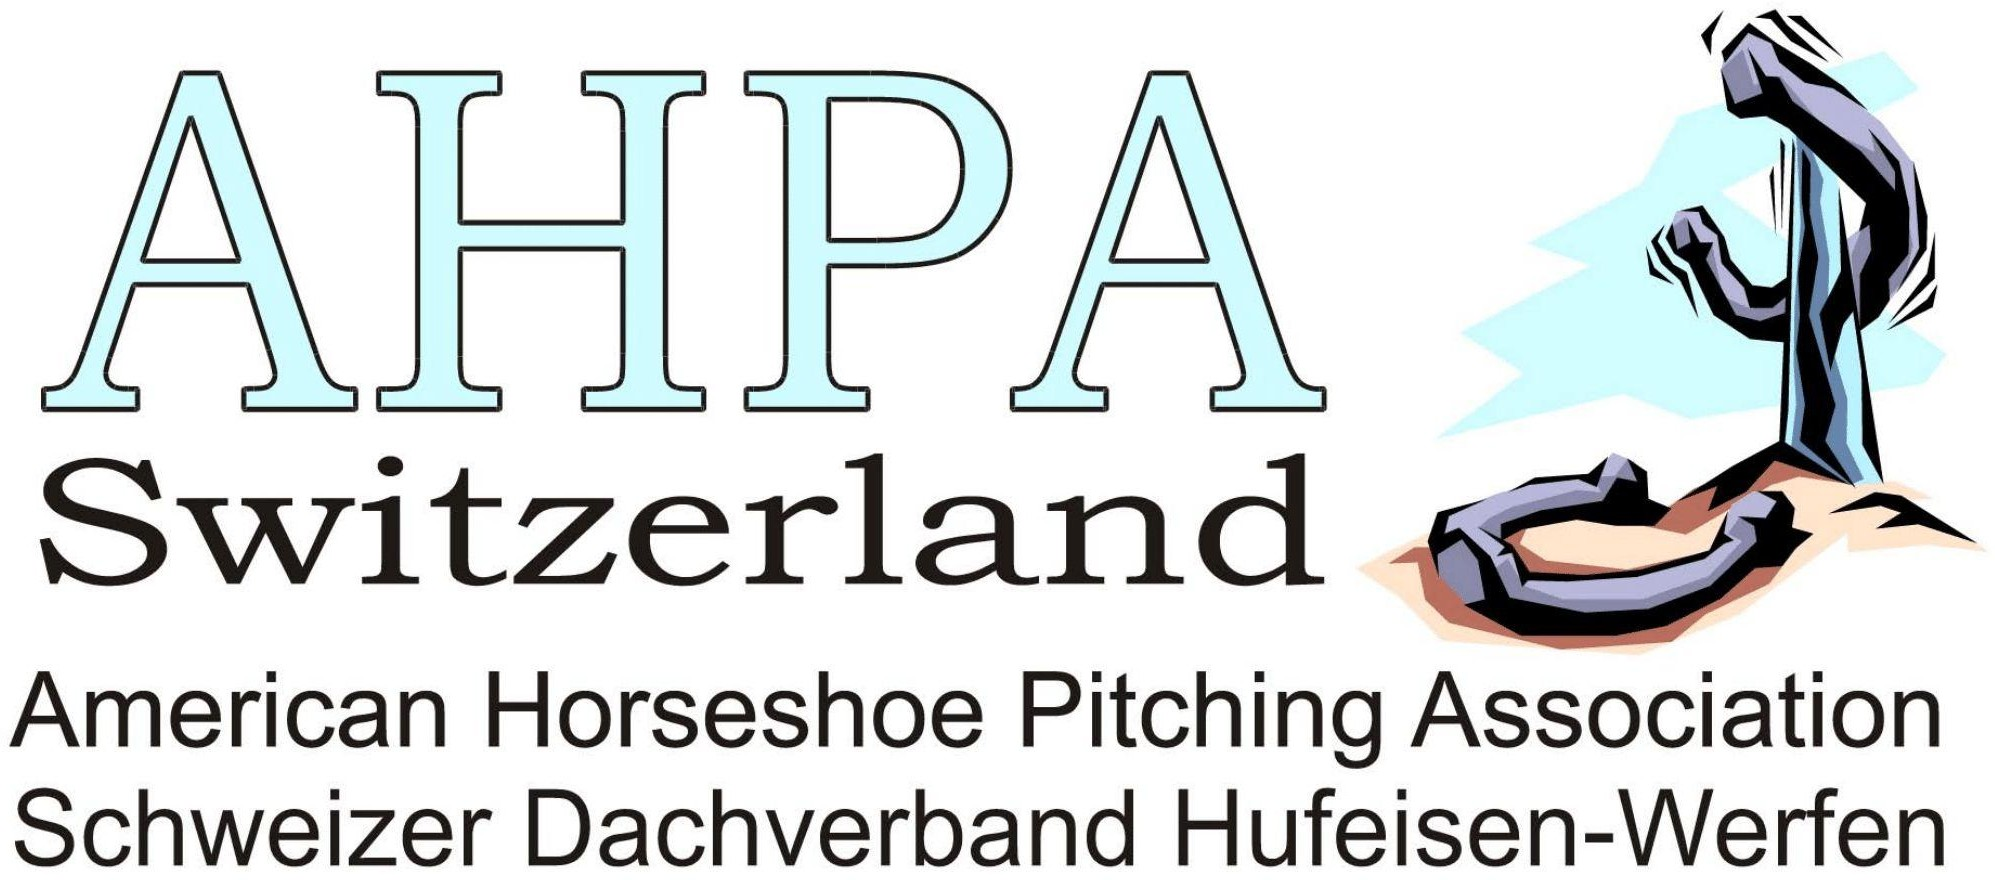 AHPA
Switzerland
American Horseshoe Pitching Association
Schweizer Dachverband Hufeisen-Werfen